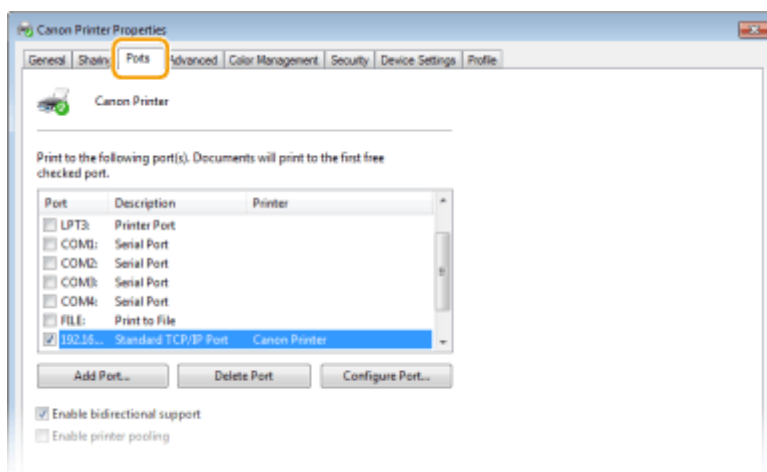 Canon Printer Properties
General Sharing Ports Advanced Color Management Security Device Settings Profile
Canon Printer
Print to the following port(s). Documents will print to the first free
checked port.
Port Description Printer
LPT3: Printer Port
COM1: Serial Port
COM2: Serial Port
COM3: Serial Port
COM4: Serial Port
FILE: Print to File
192.16... Standard TCP/IP Port Canon Printer
Add Port... Delete Port Configure Port...
Enable bidirectional support
Enable printer pooling